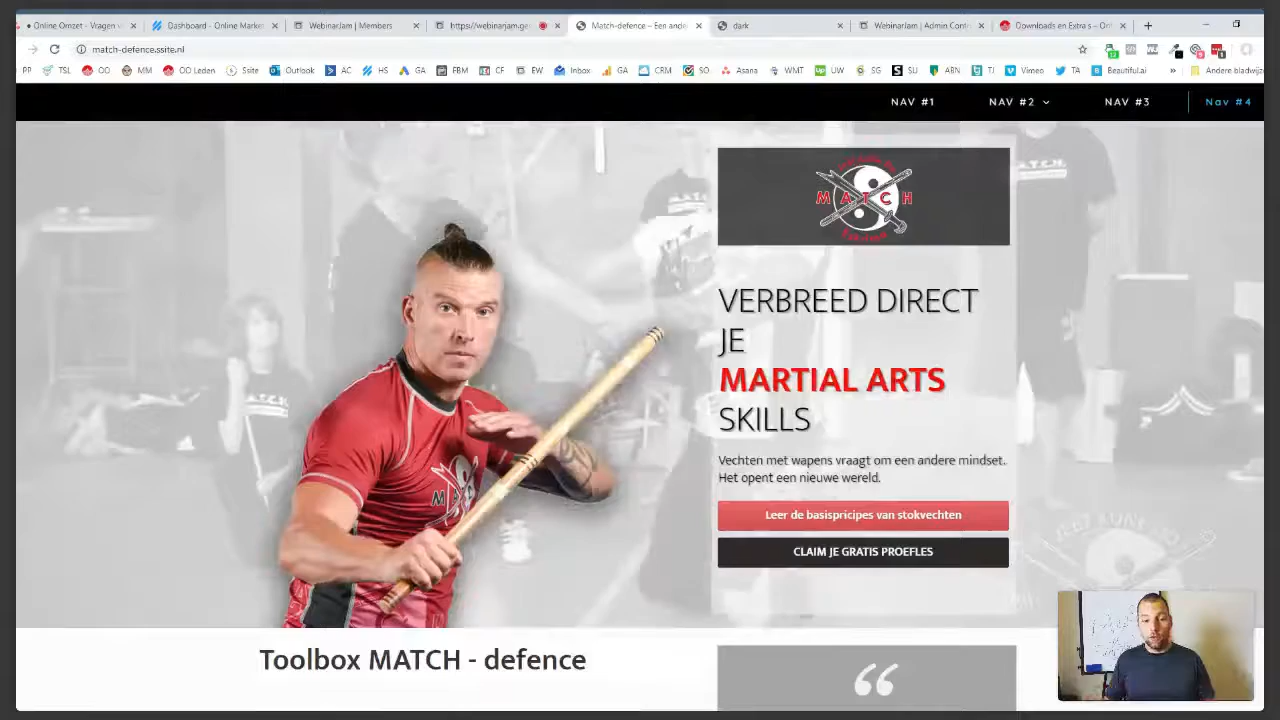 Online Omzet - Vragen v
Dashboard - Online Market
WebinarJam | Members
https://webinarjam.ge
Match-defence – Een ande
dark
WebinarJam | Admin Cont
Downloads en Extra's – On
match-defence.ssite.nl
PP TSL OO MM OO Leden Ssite Outlook AC HS GA FBM CF EW Inbox GA CRM SO Asana WMT UW SG SU ABN TJ Vimeo TA Beautiful.ai » Andere bladwijz
NAV #1 NAV #2 NAV #3 Nav #4
MATCH
VERBREED DIRECT
JE
MARTIAL ARTS
SKILLS
Vechten met wapens vraagt om een andere mindset.
Het opent een nieuwe wereld.
Leer de basispricipes van stokvechten
CLAIM JE GRATIS PROEFLES
Toolbox MATCH - defence